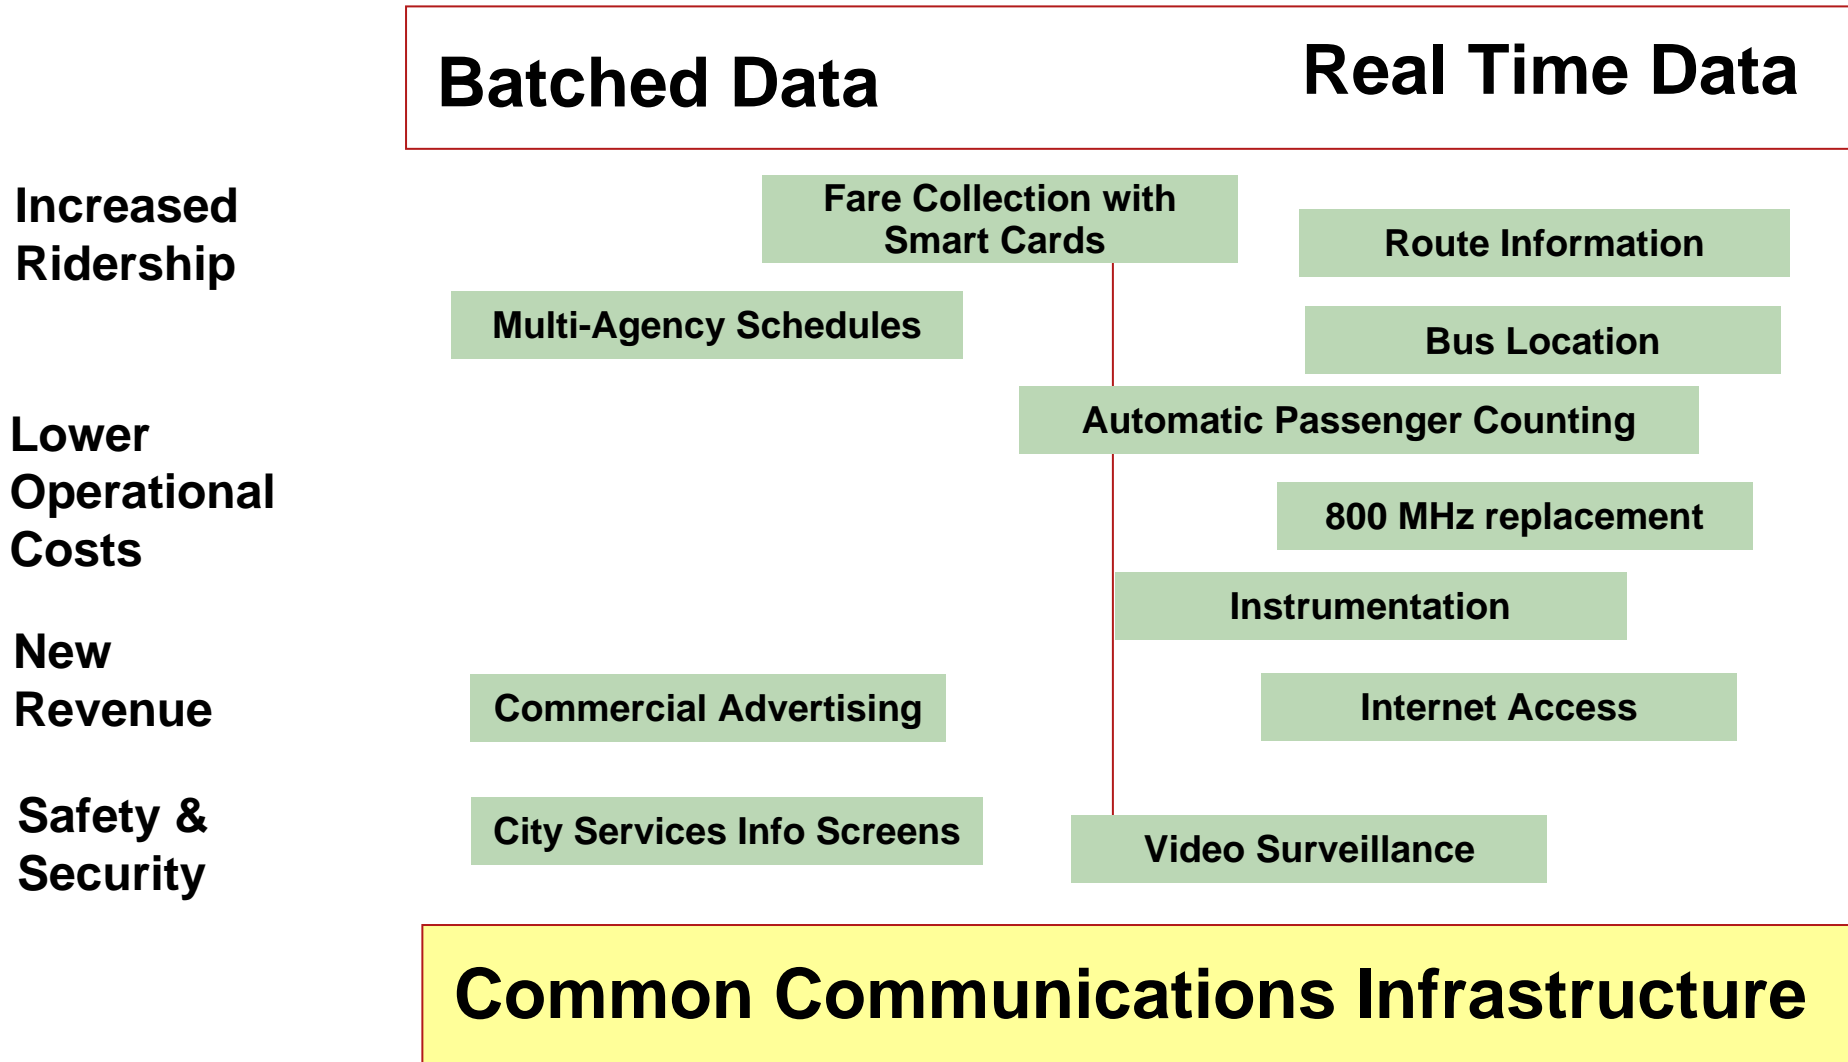 Batched Data
Real Time Data
Increased
Ridership
Fare Collection with
Smart Cards
Route Information
Multi-Agency Schedules
Bus Location
Lower
Operational
Costs
Automatic Passenger Counting
800 MHz replacement
Instrumentation
New
Revenue
Commercial Advertising
Internet Access
Safety &
Security
City Services Info Screens
Video Surveillance
Common Communications Infrastructure